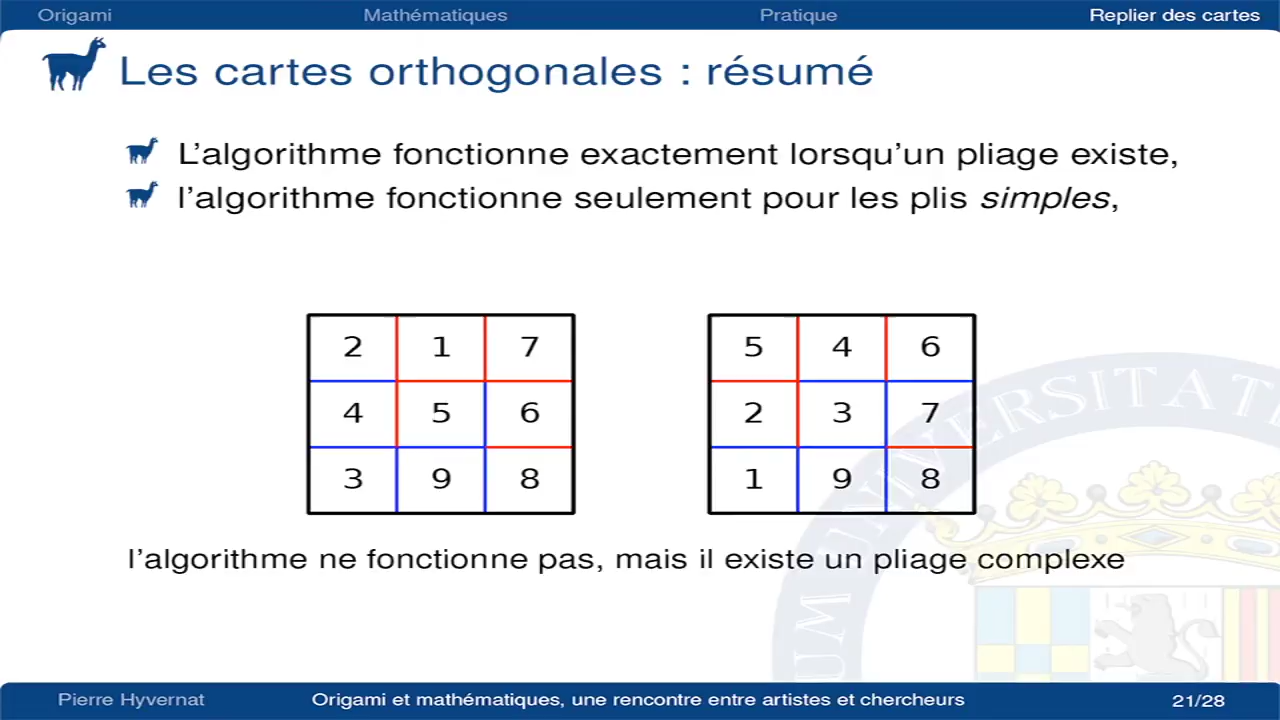 Origami Mathématiques Pratique Replier des cartes
Les cartes orthogonales : résumé
L'algorithme fonctionne exactement lorsqu'un pliage existe,
l'algorithme fonctionne seulement pour les plis simples,
2 1 7 5 4 6
4 5 6 2 3 7
3 9 8 1 9 8
l'algorithme ne fonctionne pas, mais il existe un pliage complexe
Pierre Hyvernat Origami et mathématiques, une rencontre entre artistes et chercheurs 21/28